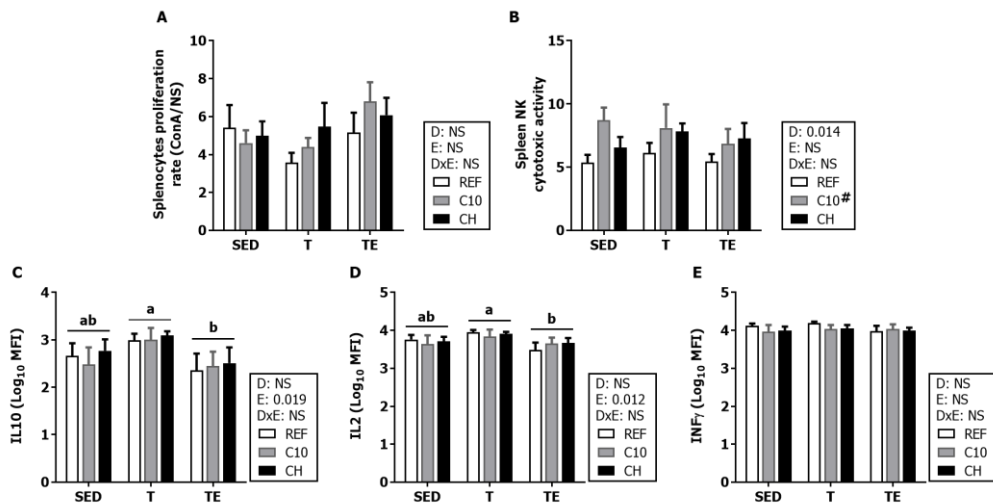 A
Splenocytes proliferation
rate (ConA/NS)
10
8
6
4
2
0
SED T TE
D: NS
E: NS
DxE: NS
REF
C10
CH
B
Spleen NK
cytotoxic activity
15
10
5
0
SED T TE
D: 0.014
E: NS
DxE: NS
REF
C10#
CH
C
IL10 (Log10 MFI)
4
3
2
1
0
ab a b
SED T TE
D: NS
E: 0.019
DxE: NS
REF
C10
CH
D
IL2 (Log10 MFI)
5
4
3
2
1
0
ab a b
SED T TE
D: NS
E: 0.012
DxE: NS
REF
C10
CH
E
INFγ (Log10 MFI)
5
4
3
2
1
0
SED T TE
D: NS
E: NS
DxE: NS
REF
C10
CH